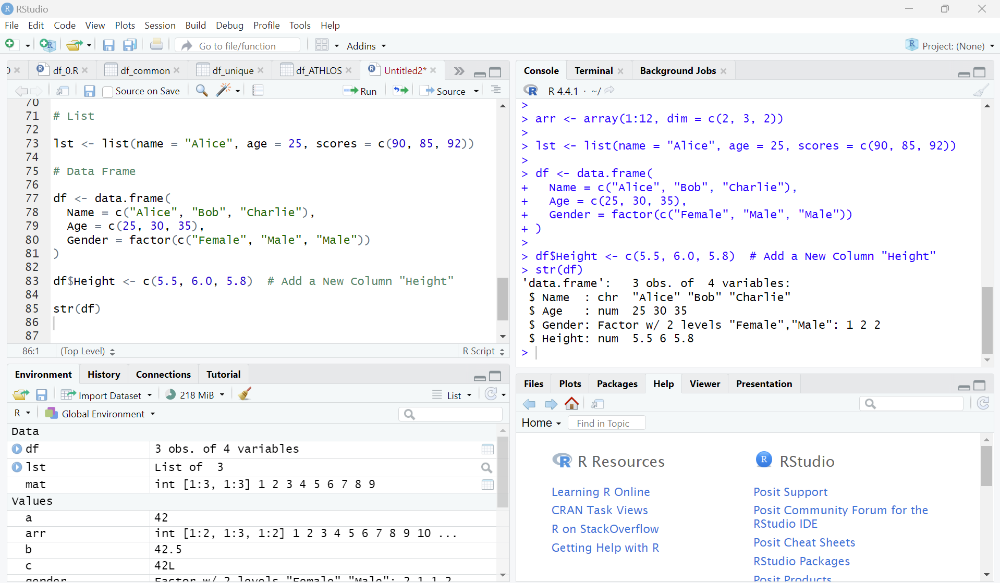 RStudio
File Edit Code View Plots Session Build Debug Profile Tools Help
Go to file/function Addins Project: (None)
df_0.R df_common df_unique df_ATHLOS Untitled2*
Source on Save Run Source
70
71 # List
72
73 lst <- list(name = "Alice", age = 25, scores = c(90, 85, 92))
74
75 # Data Frame
76
77 df <- data.frame(
78 Name = c("Alice", "Bob", "Charlie"),
79 Age = c(25, 30, 35),
80 Gender = factor(c("Female", "Male", "Male"))
81 )
82
83 df$Height <- c(5.5, 6.0, 5.8) # Add a New Column "Height"
84
85 str(df)
86
87
86:1 (Top Level) R Script
Console Terminal Background Jobs
R 4.4.1 · ~/
>
> arr <- array(1:12, dim = c(2, 3, 2))
>
> lst <- list(name = "Alice", age = 25, scores = c(90, 85, 92))
>
> df <- data.frame(
+ Name = c("Alice", "Bob", "Charlie"),
+ Age = c(25, 30, 35),
+ Gender = factor(c("Female", "Male", "Male"))
+ )
>
> df$Height <- c(5.5, 6.0, 5.8) # Add a New Column "Height"
> str(df)
'data.frame': 3 obs. of 4 variables:
$ Name : chr "Alice" "Bob" "Charlie"
$ Age : num 25 30 35
$ Gender: Factor w/ 2 levels "Female","Male": 1 2 2
$ Height: num 5.5 6 5.8
>
Environment History Connections Tutorial
Import Dataset 218 MiB List
R Global Environment
Data
df 3 obs. of 4 variables
lst List of 3
mat int [1:3, 1:3] 1 2 3 4 5 6 7 8 9
Values
a 42
arr int [1:2, 1:3, 1:2] 1 2 3 4 5 6 7 8 9 10 ...
b 42.5
c 42L
gender Factor w/ 2 levels "Female","Male": 2 1 1 2
Files Plots Packages Help Viewer Presentation
Home Find in Topic
R Resources
Learning R Online
CRAN Task Views
R on StackOverflow
Getting Help with R
RStudio
Posit Support
Posit Community Forum for the
RStudio IDE
Posit Cheat Sheets
RStudio Packages
Posit Products